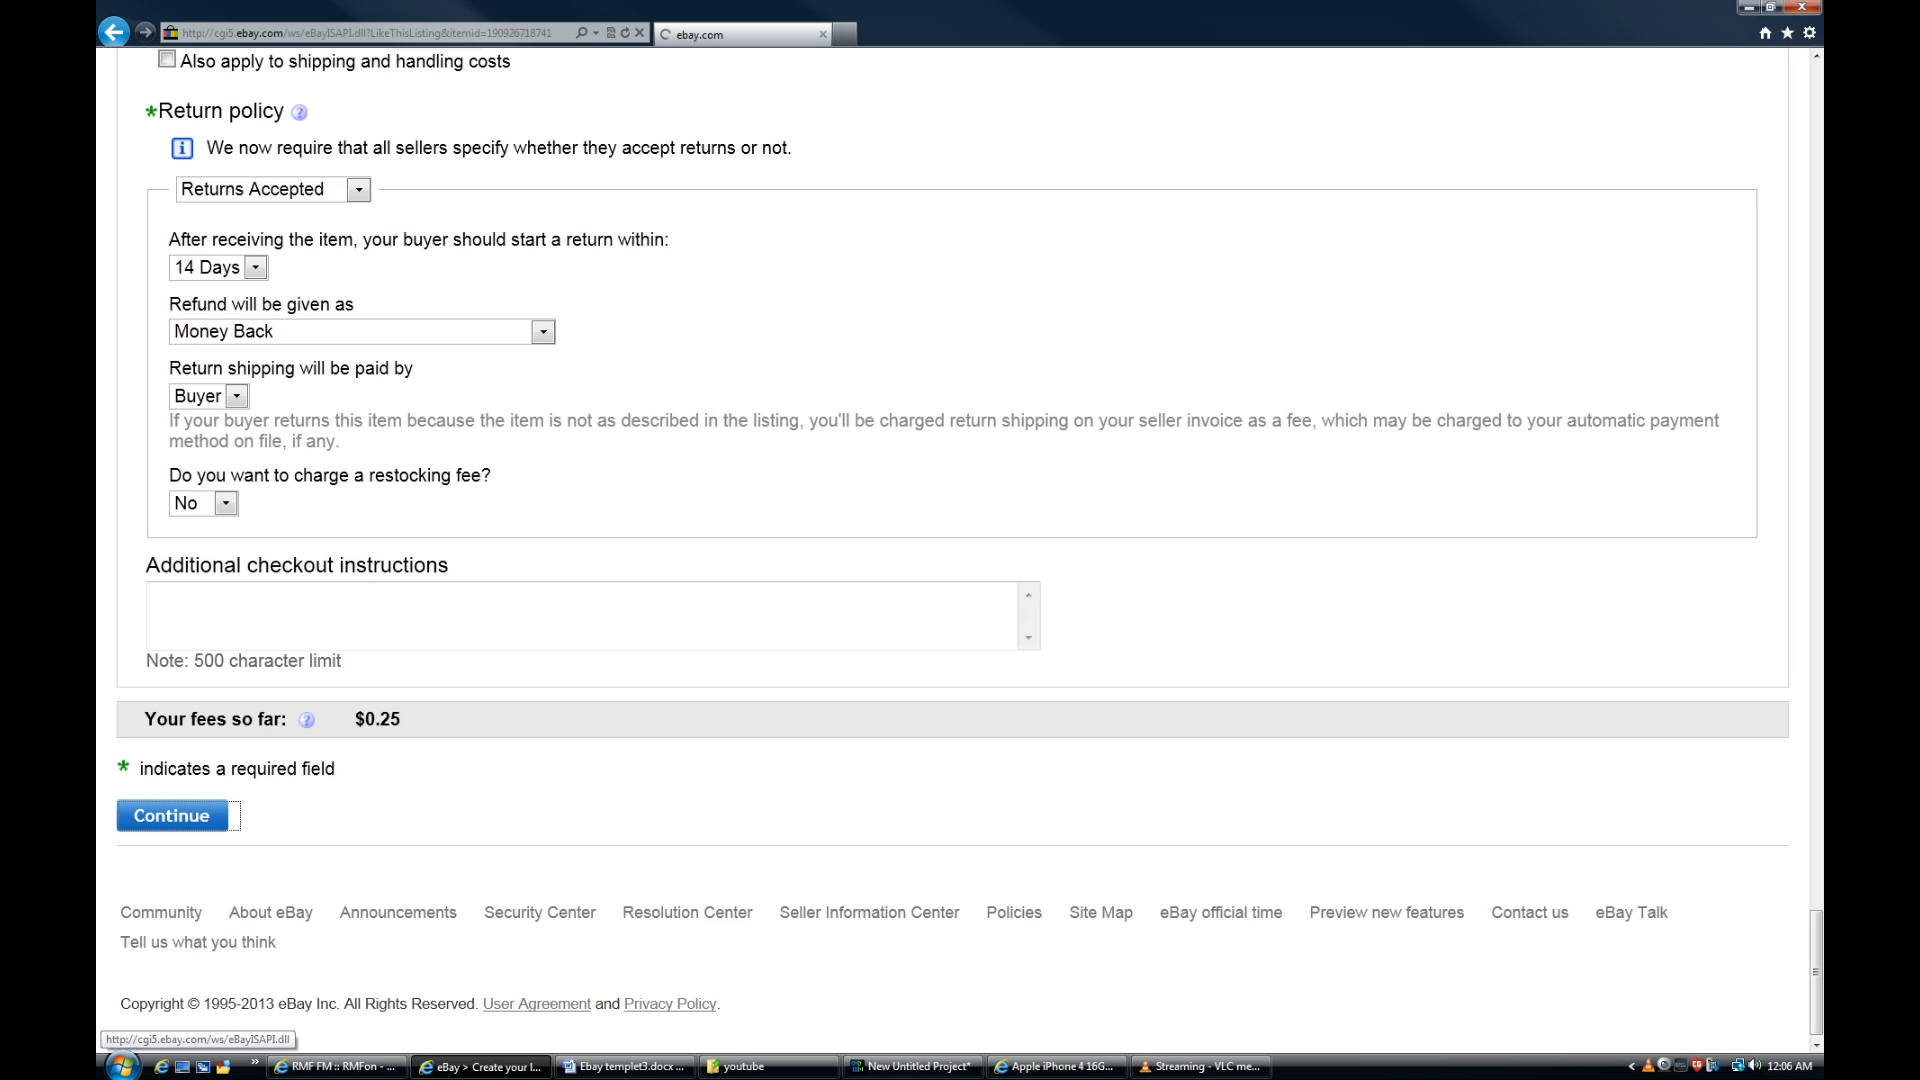 http://cgi5.ebay.com/ws/eBayISAPI.dll?LikeThisListing&itemid=190926718741
ebay.com
Also apply to shipping and handling costs
*Return policy ?
i We now require that all sellers specify whether they accept returns or not.
Returns Accepted
After receiving the item, your buyer should start a return within:
14 Days
Refund will be given as
Money Back
Return shipping will be paid by
Buyer
If your buyer returns this item because the item is not as described in the listing, you'll be charged return shipping on your seller invoice as a fee, which may be charged to your automatic payment
method on file, if any.
Do you want to charge a restocking fee?
No
Additional checkout instructions
Note: 500 character limit
Your fees so far: ? $0.25
* indicates a required field
Continue
Community About eBay Announcements Security Center Resolution Center Seller Information Center Policies Site Map eBay official time Preview new features Contact us eBay Talk
Tell us what you think
Copyright © 1995-2013 eBay Inc. All Rights Reserved. User Agreement and Privacy Policy.
http://cgi5.ebay.com/ws/eBayISAPI.dll
RMF FM :: RMFon - ... eBay > Create your l... Ebay templet3.docx ... youtube New Untitled Project* Apple iPhone 4 16G... Streaming - VLC me... 12:06 AM